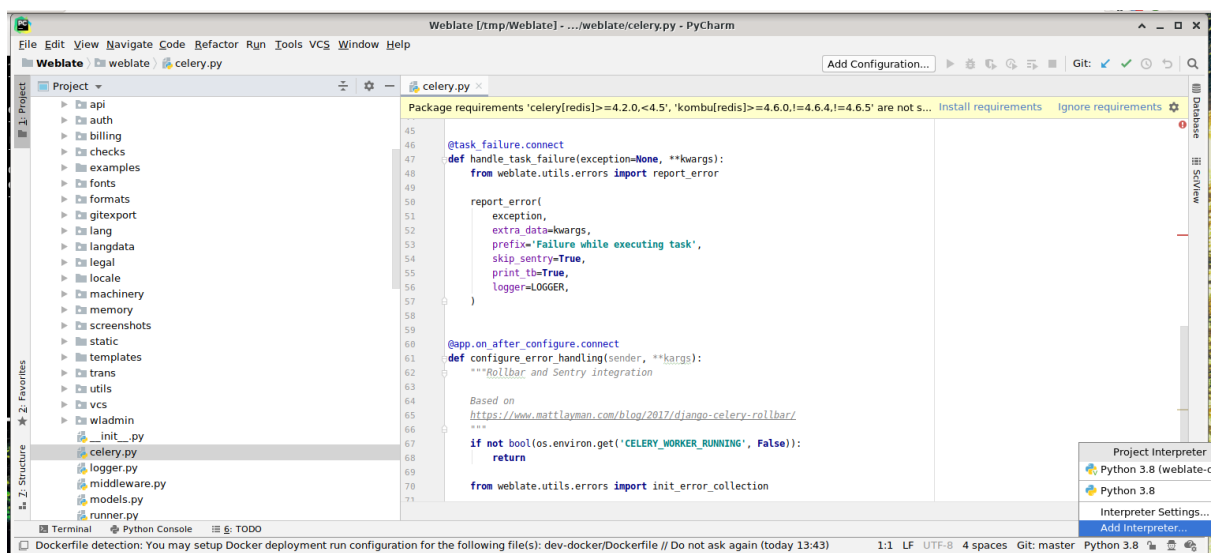 Weblate [/tmp/Weblate] - .../weblate/celery.py - PyCharm
File Edit View Navigate Code Refactor Run Tools VCS Window Help
Weblate weblate celery.py
Add Configuration...
Git:
1: Project
Project
celery.py
api
auth
billing
checks
examples
fonts
formats
gitexport
lang
langdata
legal
locale
machinery
memory
screenshots
static
templates
trans
utils
vcs
wladmin
__init__.py
celery.py
logger.py
middleware.py
models.py
runner.py
2: Favorites
Z: Structure
Package requirements 'celery[redis]>=4.2.0,<4.5', 'kombu[redis]>=4.6.0,!=4.6.4,!=4.6.5' are not s... Install requirements Ignore requirements
45
46 @task_failure.connect
47 def handle_task_failure(exception=None, **kwargs):
48 from weblate.utils.errors import report_error
49
50 report_error(
51 exception,
52 extra_data=kwargs,
53 prefix='Failure while executing task',
54 skip_sentry=True,
55 print_tb=True,
56 logger=LOGGER,
57 )
58
59
60 @app.on_after_configure.connect
61 def configure_error_handling(sender, **kargs):
62 """Rollbar and Sentry integration
63
64 Based on
65 https://www.mattlayman.com/blog/2017/django-celery-rollbar/
66 """
67 if not bool(os.environ.get('CELERY_WORKER_RUNNING', False)):
68 return
69
70 from weblate.utils.errors import init_error_collection
71
Database
SciView
Project Interpreter
Python 3.8 (weblate-d
Python 3.8
Interpreter Settings...
Add Interpreter...
Terminal Python Console 6: TODO
Dockerfile detection: You may setup Docker deployment run configuration for the following file(s): dev-docker/Dockerfile // Do not ask again (today 13:43) 1:1 LF UTF-8 4 spaces Git: master Python 3.8